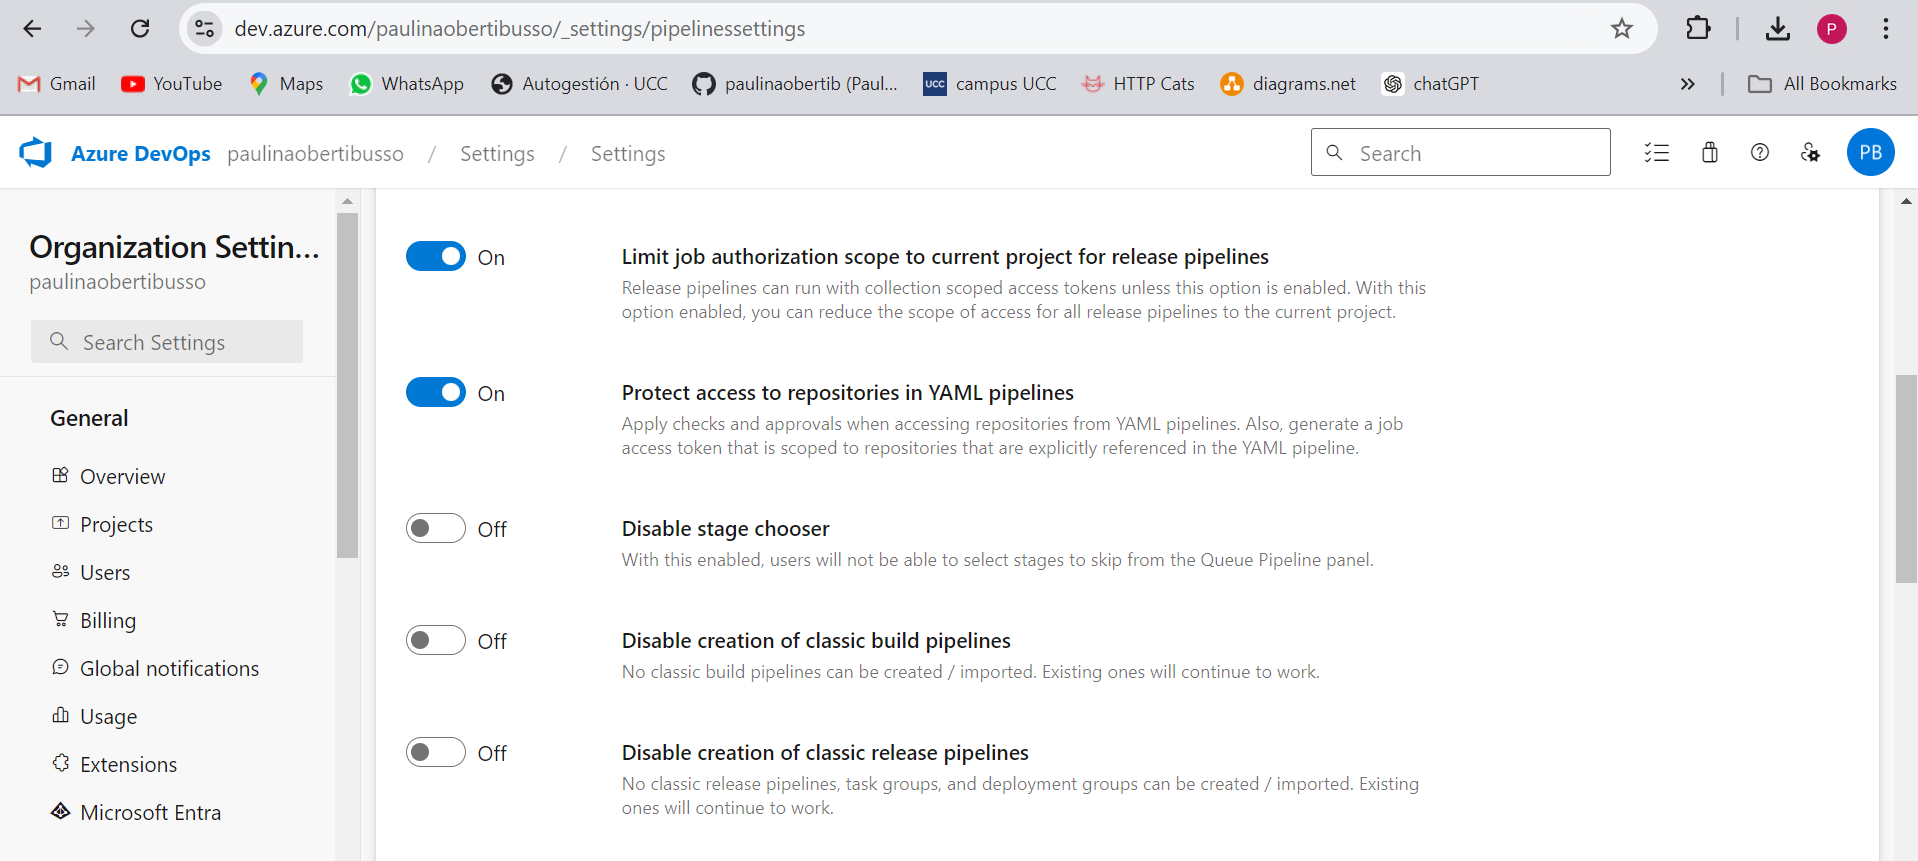 dev.azure.com/paulinaobertibusso/_settings/pipelinessettings
P
Gmail
YouTube
Maps
WhatsApp
Autogestión · UCC
paulinaobertib (Paul...
UCC
campus UCC
HTTP Cats
diagrams.net
chatGPT
»
All Bookmarks
Azure DevOps
paulinaobertibusso / Settings / Settings
Search
PB
Organization Settin...
paulinaobertibusso
Search Settings
General
Overview
Projects
Users
Billing
Global notifications
Usage
Extensions
Microsoft Entra
On
Limit job authorization scope to current project for release pipelines
Release pipelines can run with collection scoped access tokens unless this option is enabled. With this
option enabled, you can reduce the scope of access for all release pipelines to the current project.
On
Protect access to repositories in YAML pipelines
Apply checks and approvals when accessing repositories from YAML pipelines. Also, generate a job
access token that is scoped to repositories that are explicitly referenced in the YAML pipeline.
Off
Disable stage chooser
With this enabled, users will not be able to select stages to skip from the Queue Pipeline panel.
Off
Disable creation of classic build pipelines
No classic build pipelines can be created / imported. Existing ones will continue to work.
Off
Disable creation of classic release pipelines
No classic release pipelines, task groups, and deployment groups can be created / imported. Existing
ones will continue to work.